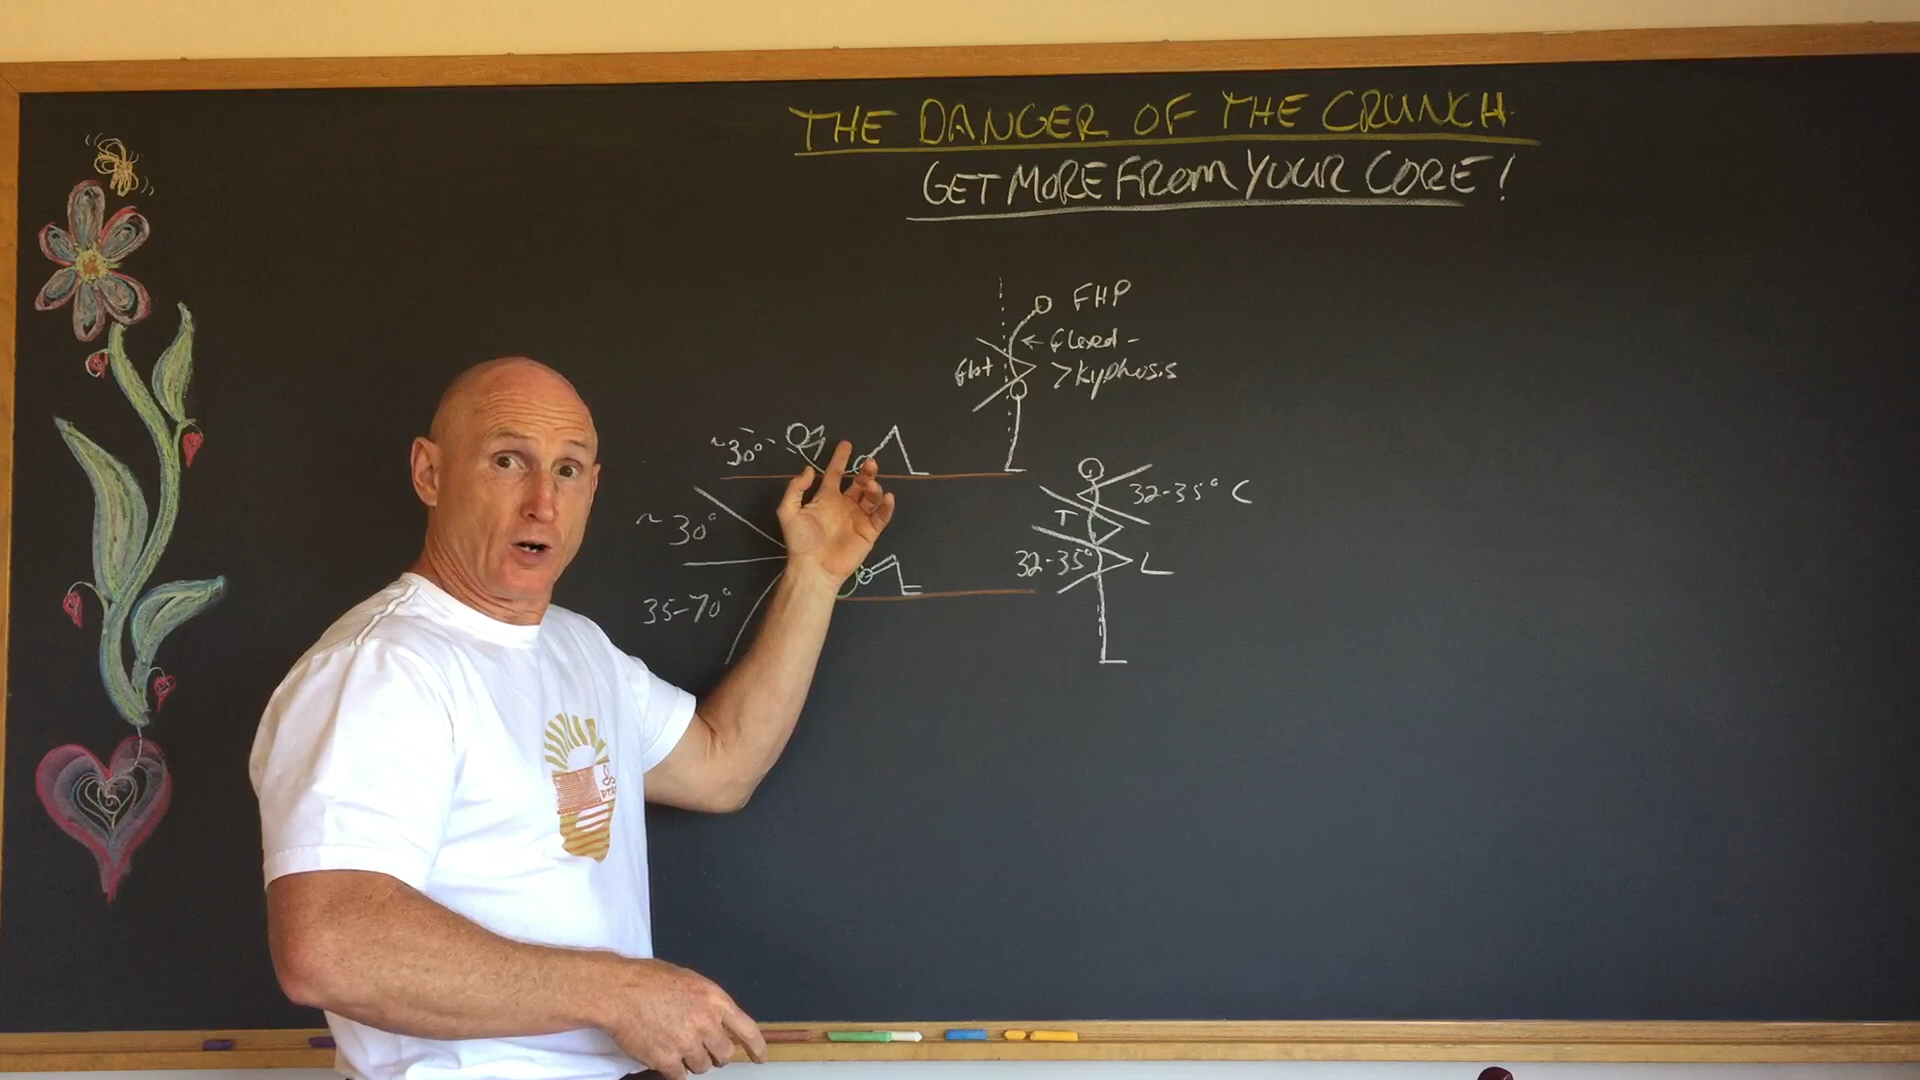 THE DANGER OF THE CRUNCH
GET MORE FROM YOUR CORE!
FHP
← flexed -
flat
> kyphosis
~30°
32-35° C
T
~30°
32-35° L
35-70°